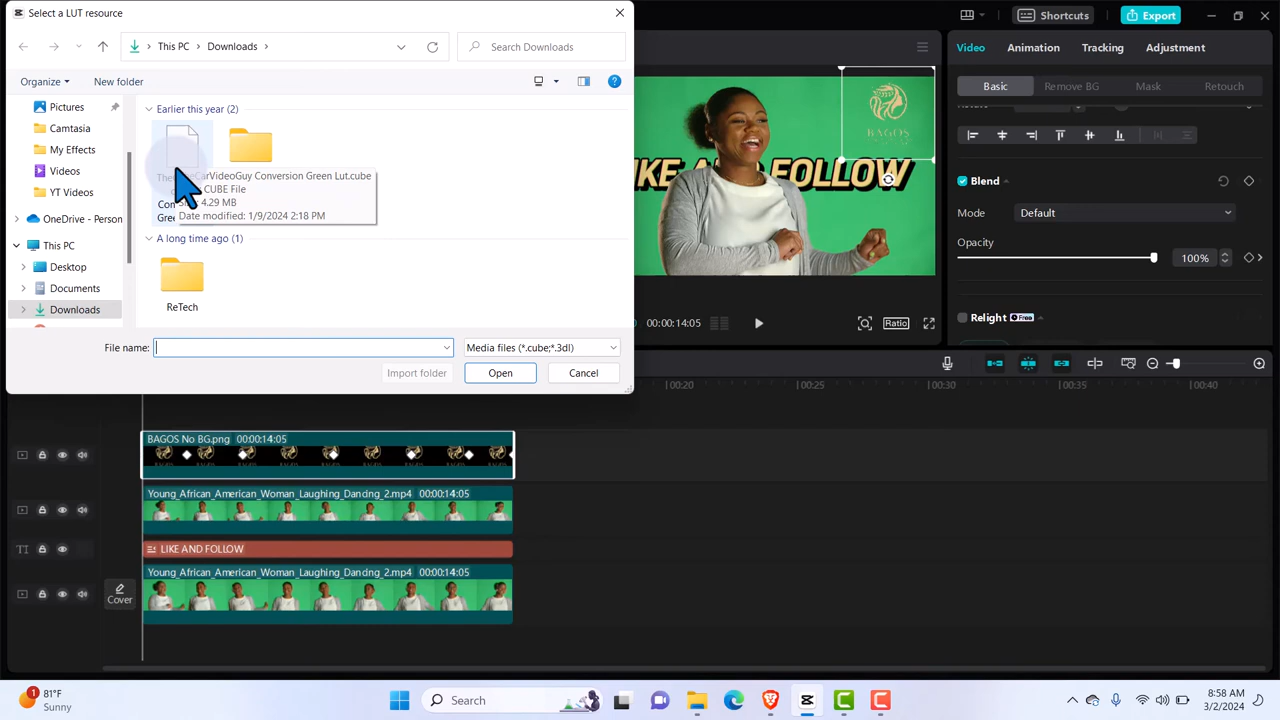 Select a LUT resource
This PC
Downloads
Search Downloads
Organize
New folder
Pictures
Camtasia
My Effects
Videos
YT Videos
OneDrive - Person
This PC
Desktop
Documents
Downloads
Earlier this year (2)
CarVideoGuy Conversion Green Lut.cube
CUBE File
4.29 MB
Date modified: 1/9/2024 2:18 PM
A long time ago (1)
ReTech
File name:
Media files (*.cube;*.3dl)
Import folder
Open
Cancel
Shortcuts
Export
Video
Animation
Tracking
Adjustment
Basic
Remove BG
Mask
Retouch
Blend
Mode
Default
Opacity
100%
Relight
Free
BAGOS
LIKE AND FOLLOW
00:00:14:05
Ratio
00:20
00:25
00:30
00:35
00:40
BAGOS No BG.png 00:00:14:05
Young_African_American_Woman_Laughing_Dancing_2.mp4 00:00:14:05
TI
LIKE AND FOLLOW
Young_African_American_Woman_Laughing_Dancing_2.mp4 00:00:14:05
Cover
1
81°F
Sunny
Search
8:58 AM
3/2/2024